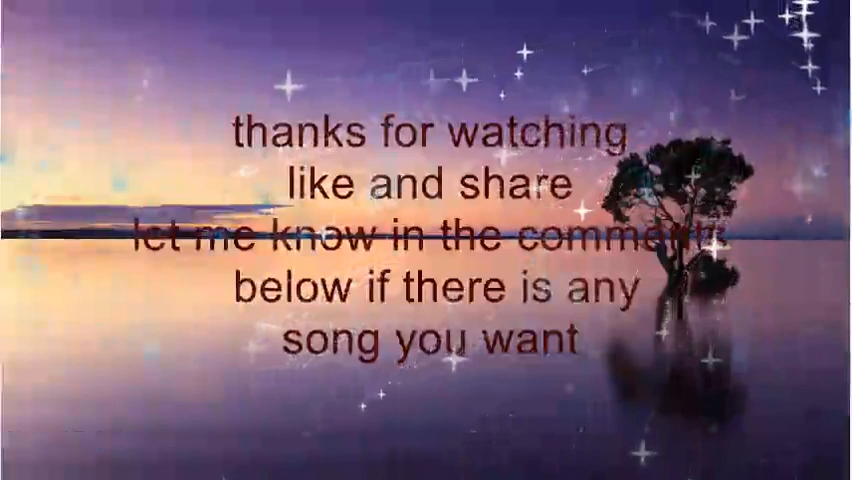 thanks for watching
like and share
let me know in the comments
below if there is any
song you want